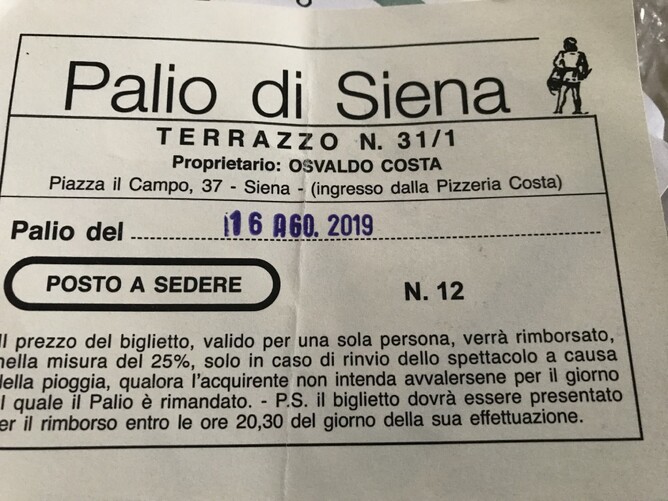 Palio di Siena
TERRAZZO N. 31/1
Proprietario: OSVALDO COSTA
Piazza il Campo, 37 - Siena - (ingresso dalla Pizzeria Costa)
Palio del 16 AGO. 2019
POSTO A SEDERE N. 12
Il prezzo del biglietto, valido per una sola persona, verrà rimborsato,
nella misura del 25%, solo in caso di rinvio dello spettacolo a causa
della pioggia, qualora l'acquirente non intenda avvalersene per il giorno
il quale il Palio è rimandato. - P.S. il biglietto dovrà essere presentato
per il rimborso entro le ore 20,30 del giorno della sua effettuazione.